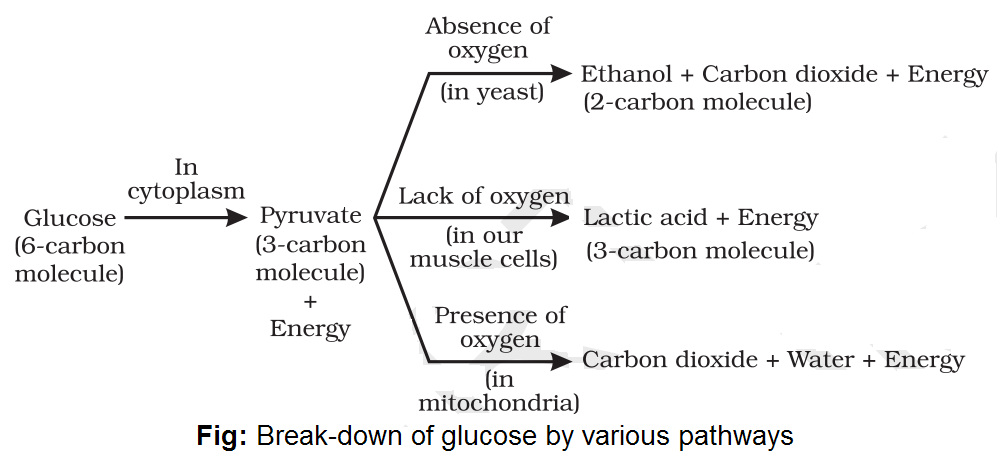 Absence of
oxygen
(in yeast)
Ethanol + Carbon dioxide + Energy
(2-carbon molecule)
In
cytoplasm
Glucose
(6-carbon
molecule)
Pyruvate
(3-carbon
molecule)
+
Energy
Lack of oxygen
(in our
muscle cells)
Lactic acid + Energy
(3-carbon molecule)
Presence of
oxygen
(in
mitochondria)
Carbon dioxide + Water + Energy
Fig: Break-down of glucose by various pathways